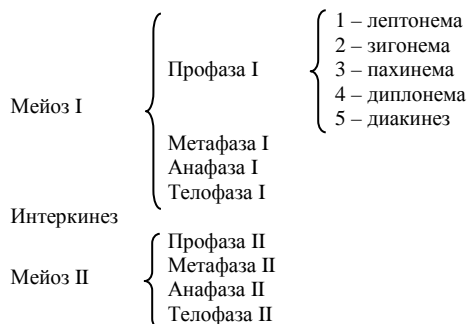 1 – лептонема
2 – зигонема
Профаза I
3 – пахинема
4 – диплонема
Мейоз I
5 – диакинез
Метафаза I
Анафаза I
Телофаза I
Интеркинез
Профаза II
Метафаза II
Мейоз II
Анафаза II
Телофаза II